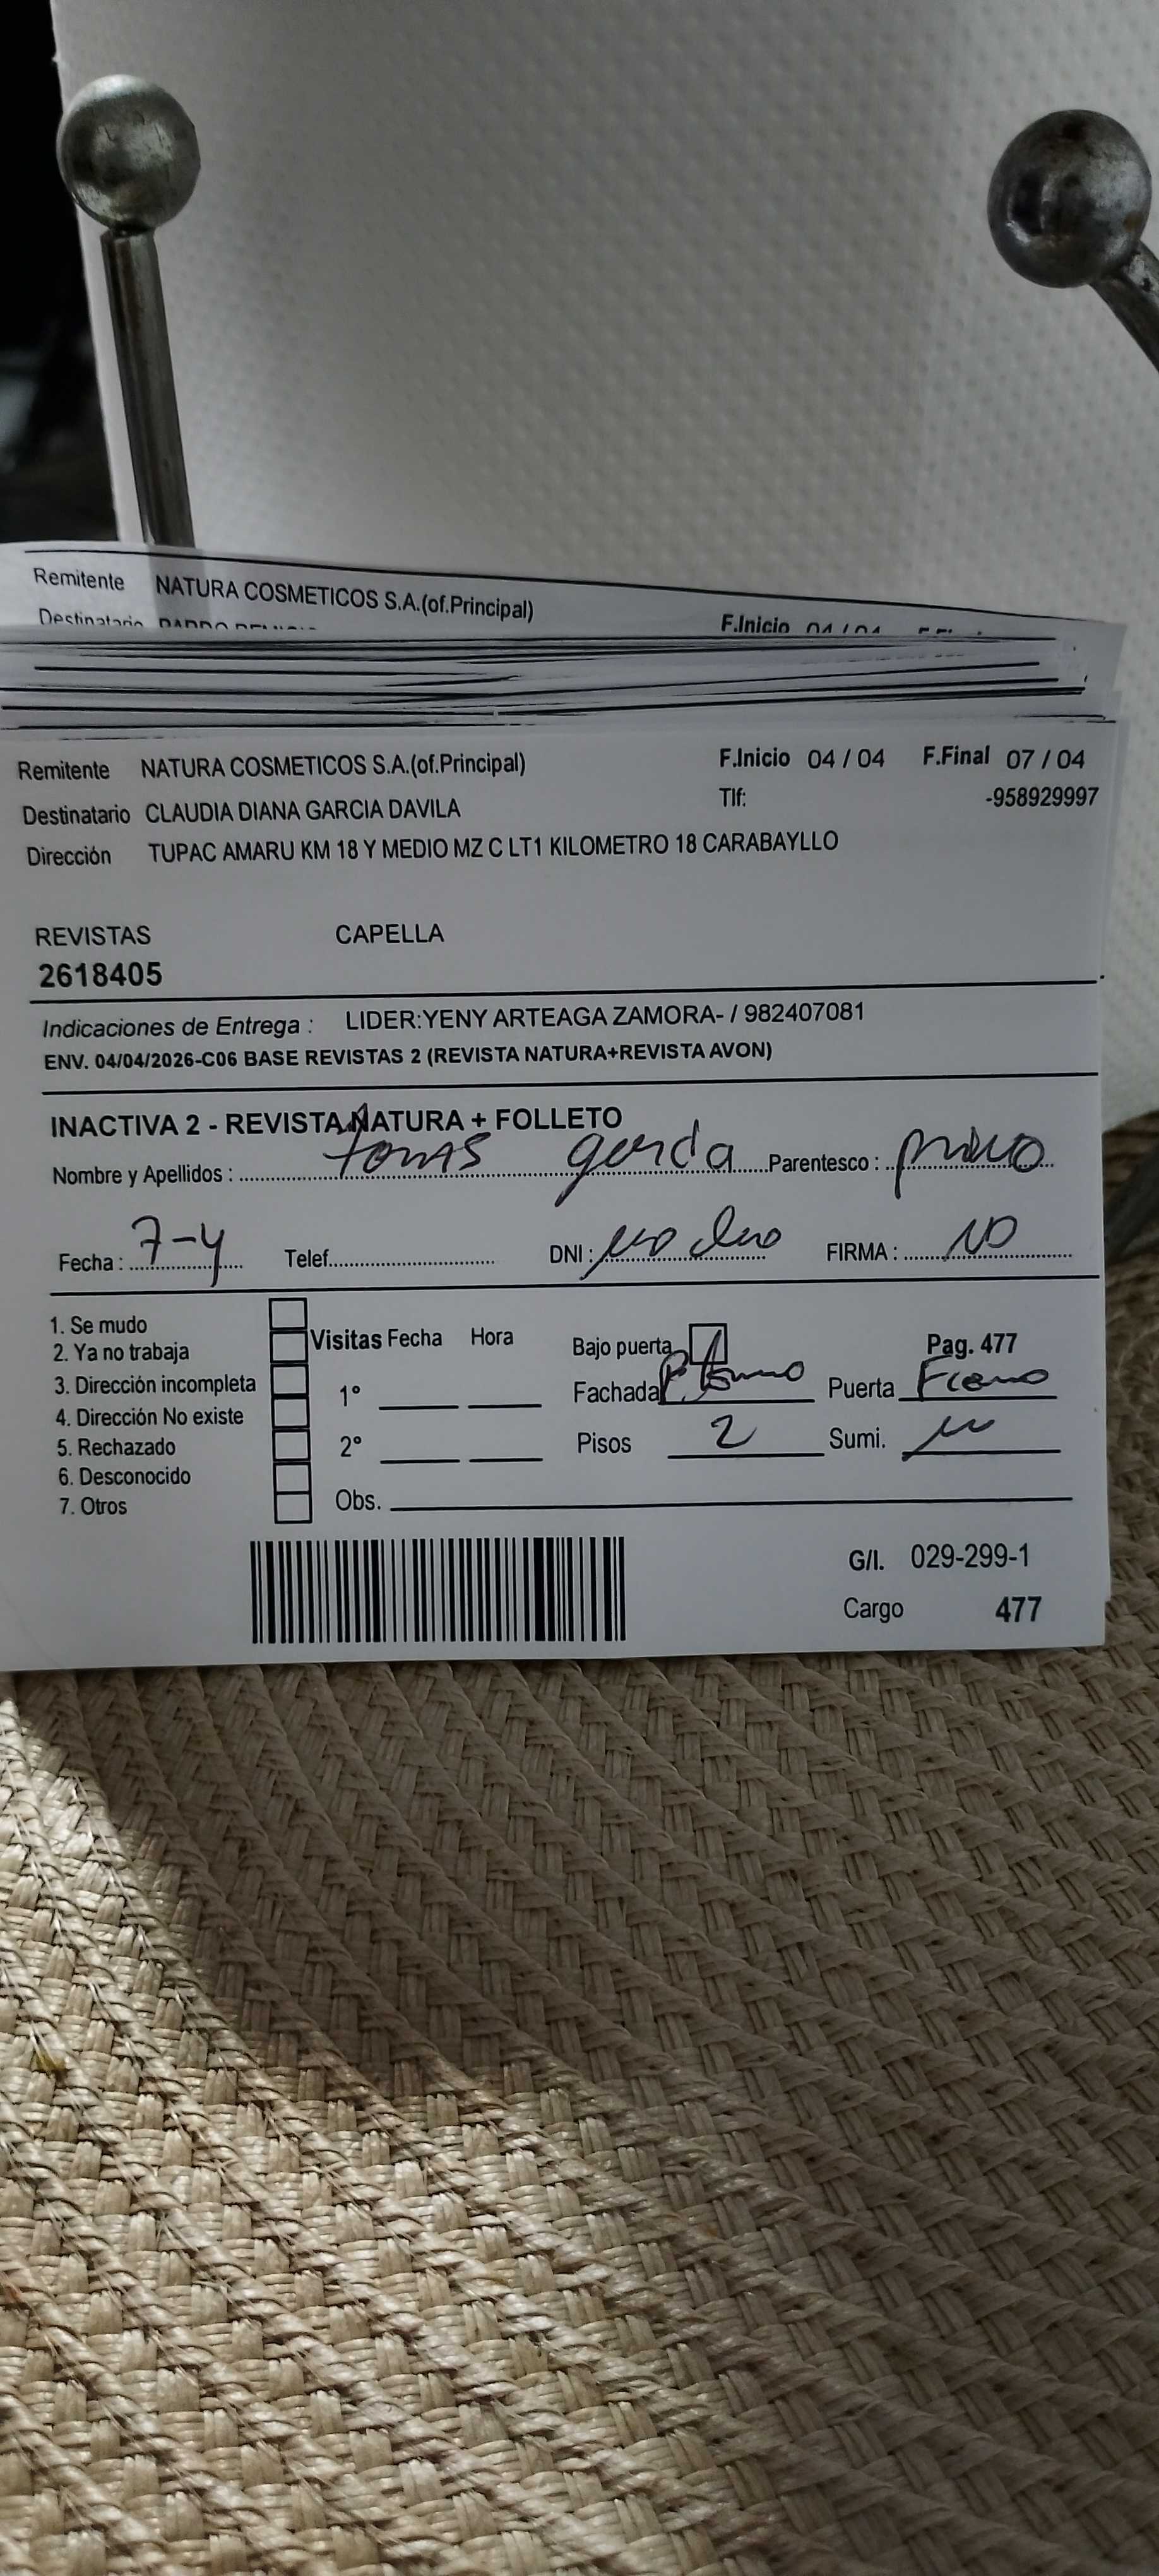 Remitente NATURA COSMETICOS S.A.(of.Principal)
Destinatario F.Inicio 04 / 04
Remitente NATURA COSMETICOS S.A.(of.Principal) F.Inicio 04 / 04 F.Final 07 / 04
Destinatario CLAUDIA DIANA GARCIA DAVILA Tlf: -958929997
Dirección TUPAC AMARU KM 18 Y MEDIO MZ C LT1 KILOMETRO 18 CARABAYLLO
REVISTAS CAPELLA
2618405
Indicaciones de Entrega : LIDER:YENY ARTEAGA ZAMORA- / 982407081
ENV. 04/04/2026-C06 BASE REVISTAS 2 (REVISTA NATURA+REVISTA AVON)
INACTIVA 2 - REVISTA NATURA + FOLLETO
Nombre y Apellidos : tomas Parentesco :
Fecha : 7-4 Telef. DNI : FIRMA : NO
1. Se mudo
2. Ya no trabaja Visitas Fecha Hora Bajo puerta Pag. 477
3. Dirección incompleta 1° Fachada Puerta
4. Dirección No existe
5. Rechazado 2° Pisos 2 Sumi.
6. Desconocido
7. Otros Obs.
G/I. 029-299-1
Cargo 477